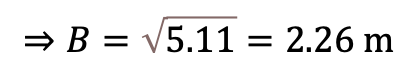 ⇒ B = √5.11 = 2.26 m